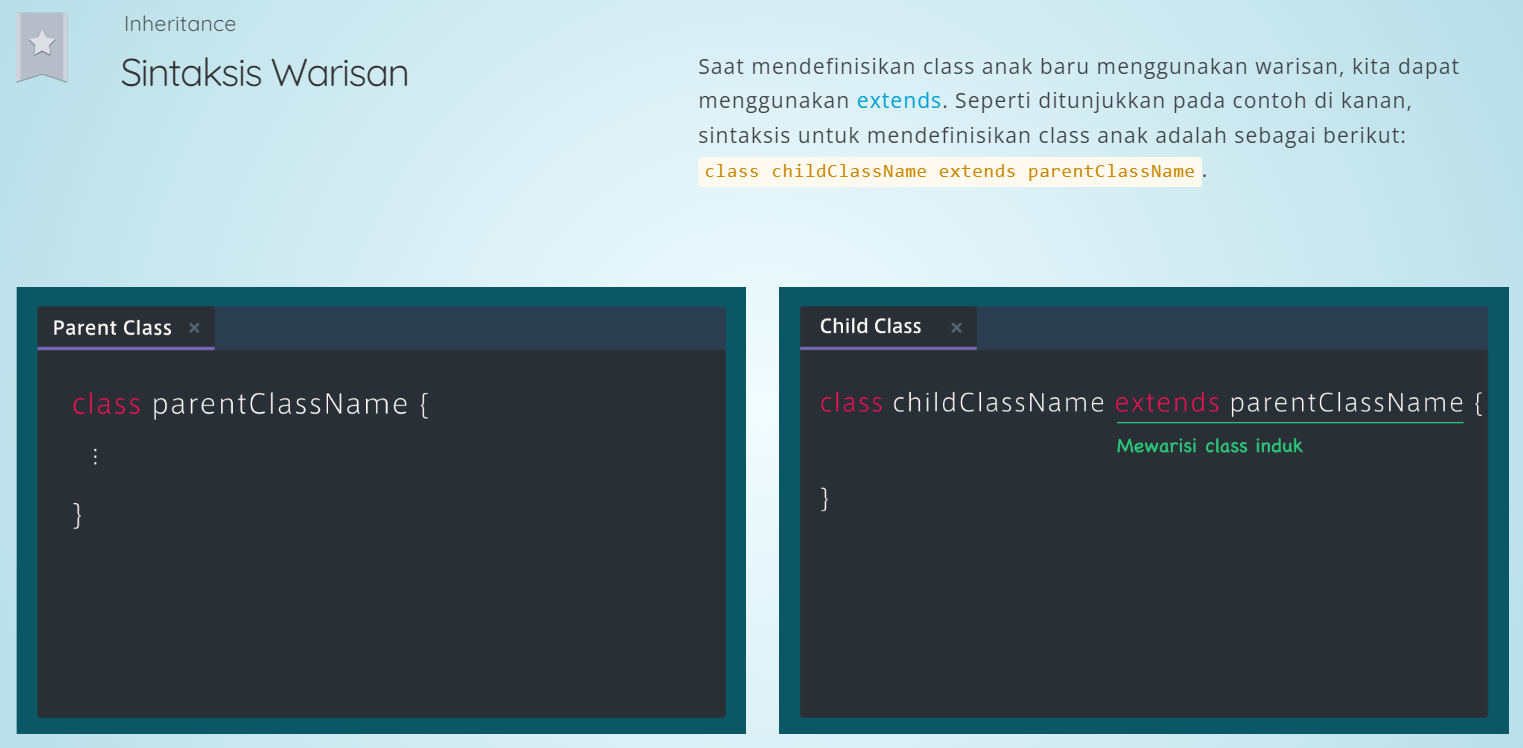 Inheritance
Sintaksis Warisan
Saat mendefinisikan class anak baru menggunakan warisan, kita dapat
menggunakan extends. Seperti ditunjukkan pada contoh di kanan,
sintaksis untuk mendefinisikan class anak adalah sebagai berikut:
class childClassName extends parentClassName.
Parent Class ×
class parentClassName {
⋮
}
Child Class ×
class childClassName extends parentClassName {
Mewarisi class induk
}